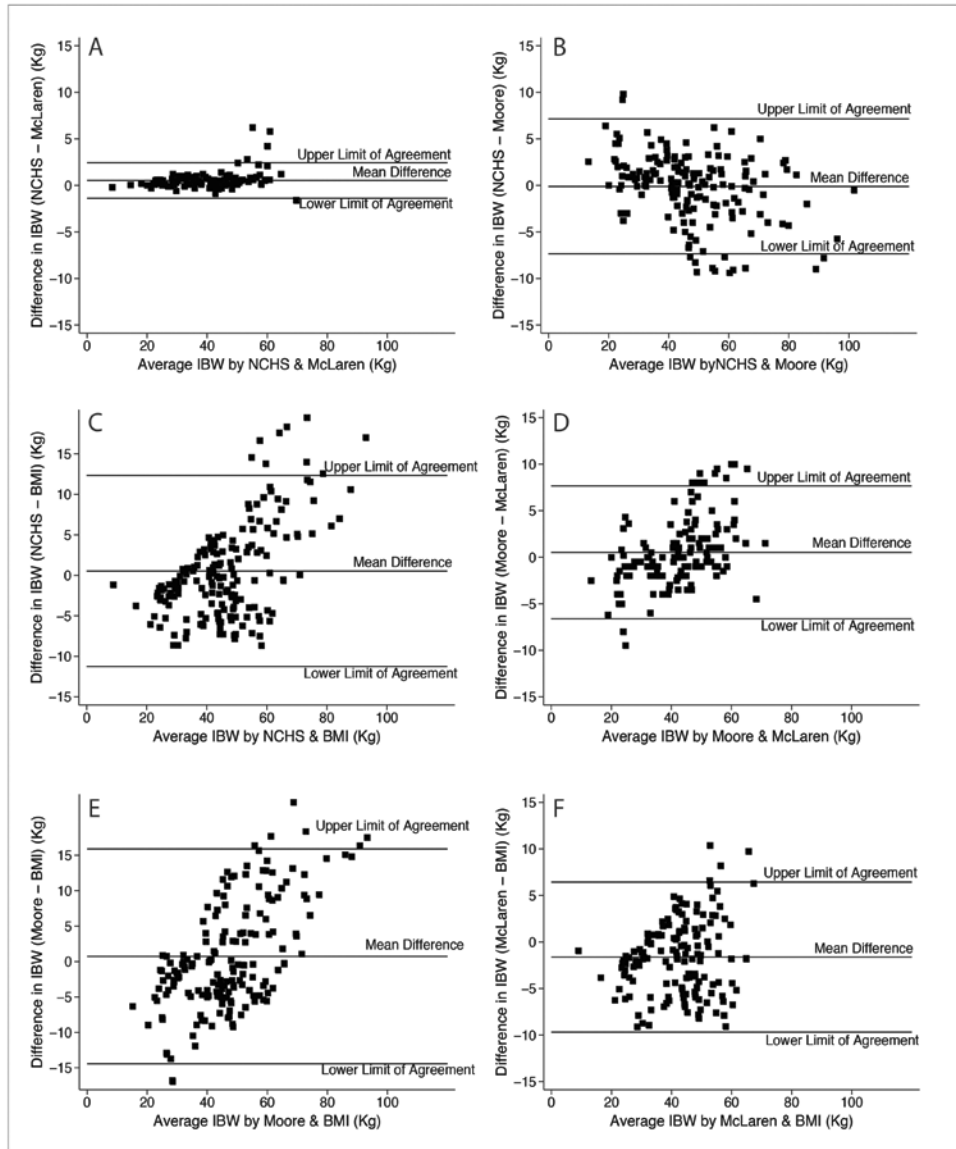 A
15
10
5
0
−5
−10
−15
Difference in IBW (NCHS − McLaren) (Kg)
Upper Limit of Agreement
Mean Difference
Lower Limit of Agreement
0 20 40 60 80 100
Average IBW by NCHS & McLaren (Kg)
B
15
10
5
0
−5
−10
−15
Difference in IBW (NCHS − Moore) (Kg)
Upper Limit of Agreement
Mean Difference
Lower Limit of Agreement
0 20 40 60 80 100
Average IBW byNCHS & Moore (Kg)
C
15
10
5
0
−5
−10
−15
Difference in IBW (NCHS − BMI) (Kg)
Upper Limit of Agreement
Mean Difference
Lower Limit of Agreement
0 20 40 60 80 100
Average IBW by NCHS & BMI (Kg)
D
15
10
5
0
−5
−10
−15
Difference in IBW (Moore − McLaren) (Kg)
Upper Limit of Agreement
Mean Difference
Lower Limit of Agreement
0 20 40 60 80 100
Average IBW by Moore & McLaren (Kg)
E
15
10
5
0
−5
−10
−15
Difference in IBW (Moore − BMI) (Kg)
Upper Limit of Agreement
Mean Difference
Lower Limit of Agreement
0 20 40 60 80 100
Average IBW by Moore & BMI (Kg)
F
15
10
5
0
−5
−10
−15
Difference in IBW (McLaren − BMI) (Kg)
Upper Limit of Agreement
Mean Difference
Lower Limit of Agreement
0 20 40 60 80 100
Average IBW by McLaren & BMI (Kg)